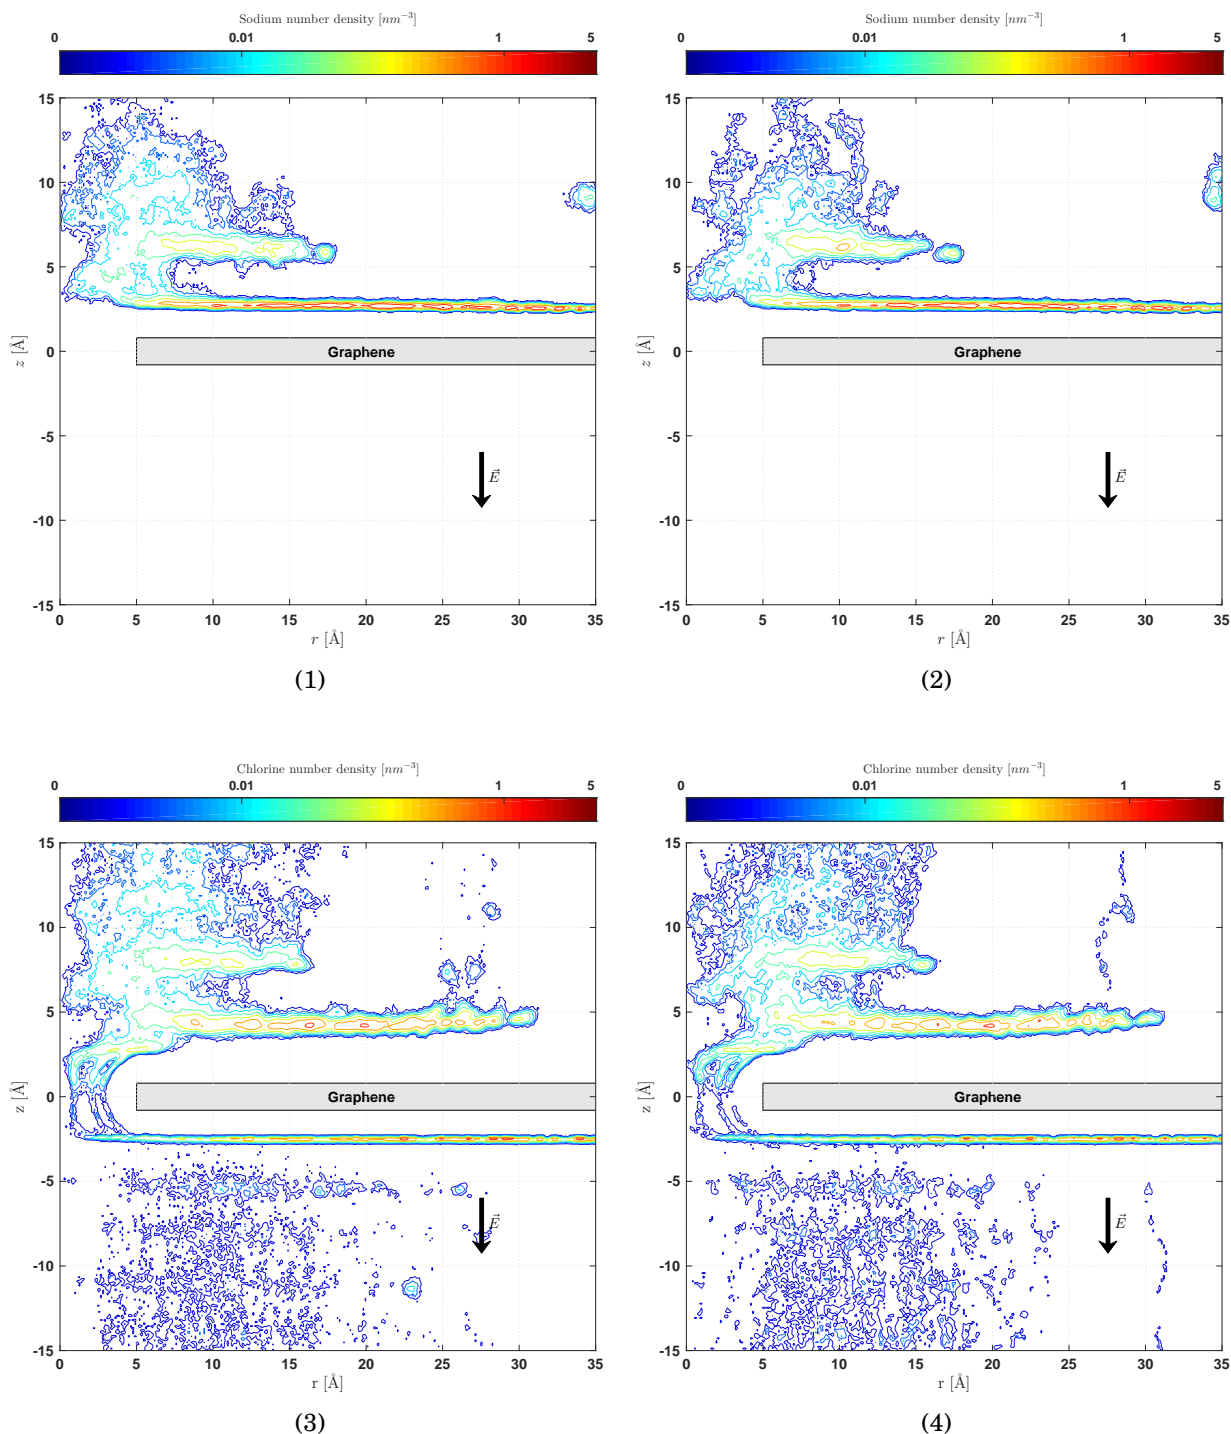 Sodium number density [nm⁻³]
0 0.01 1 5
15
10
5
0
-5
-10
-15
z [Å]
Graphene
E⃗
0 5 10 15 20 25 30 35
r [Å]
(1)
Sodium number density [nm⁻³]
0 0.01 1 5
15
10
5
0
-5
-10
-15
z [Å]
Graphene
E⃗
0 5 10 15 20 25 30 35
r [Å]
(2)
Chlorine number density [nm⁻³]
0 0.01 1 5
15
10
5
0
-5
-10
-15
z [Å]
Graphene
E⃗
0 5 10 15 20 25 30 35
r [Å]
(3)
Chlorine number density [nm⁻³]
0 0.01 1 5
15
10
5
0
-5
-10
-15
z [Å]
Graphene
E⃗
0 5 10 15 20 25 30 35
r [Å]
(4)